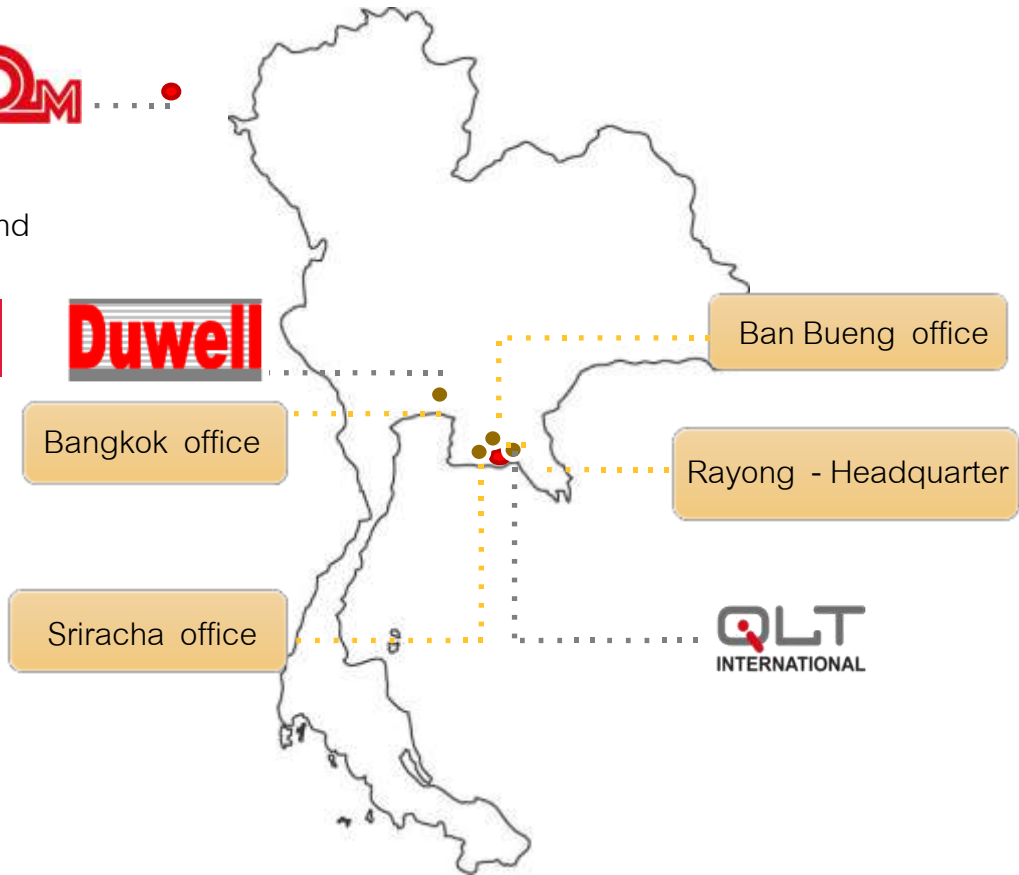 nd
Duwell
Ban Bueng office
Bangkok office
Rayong - Headquarter
Sriracha office
QLT
INTERNATIONAL